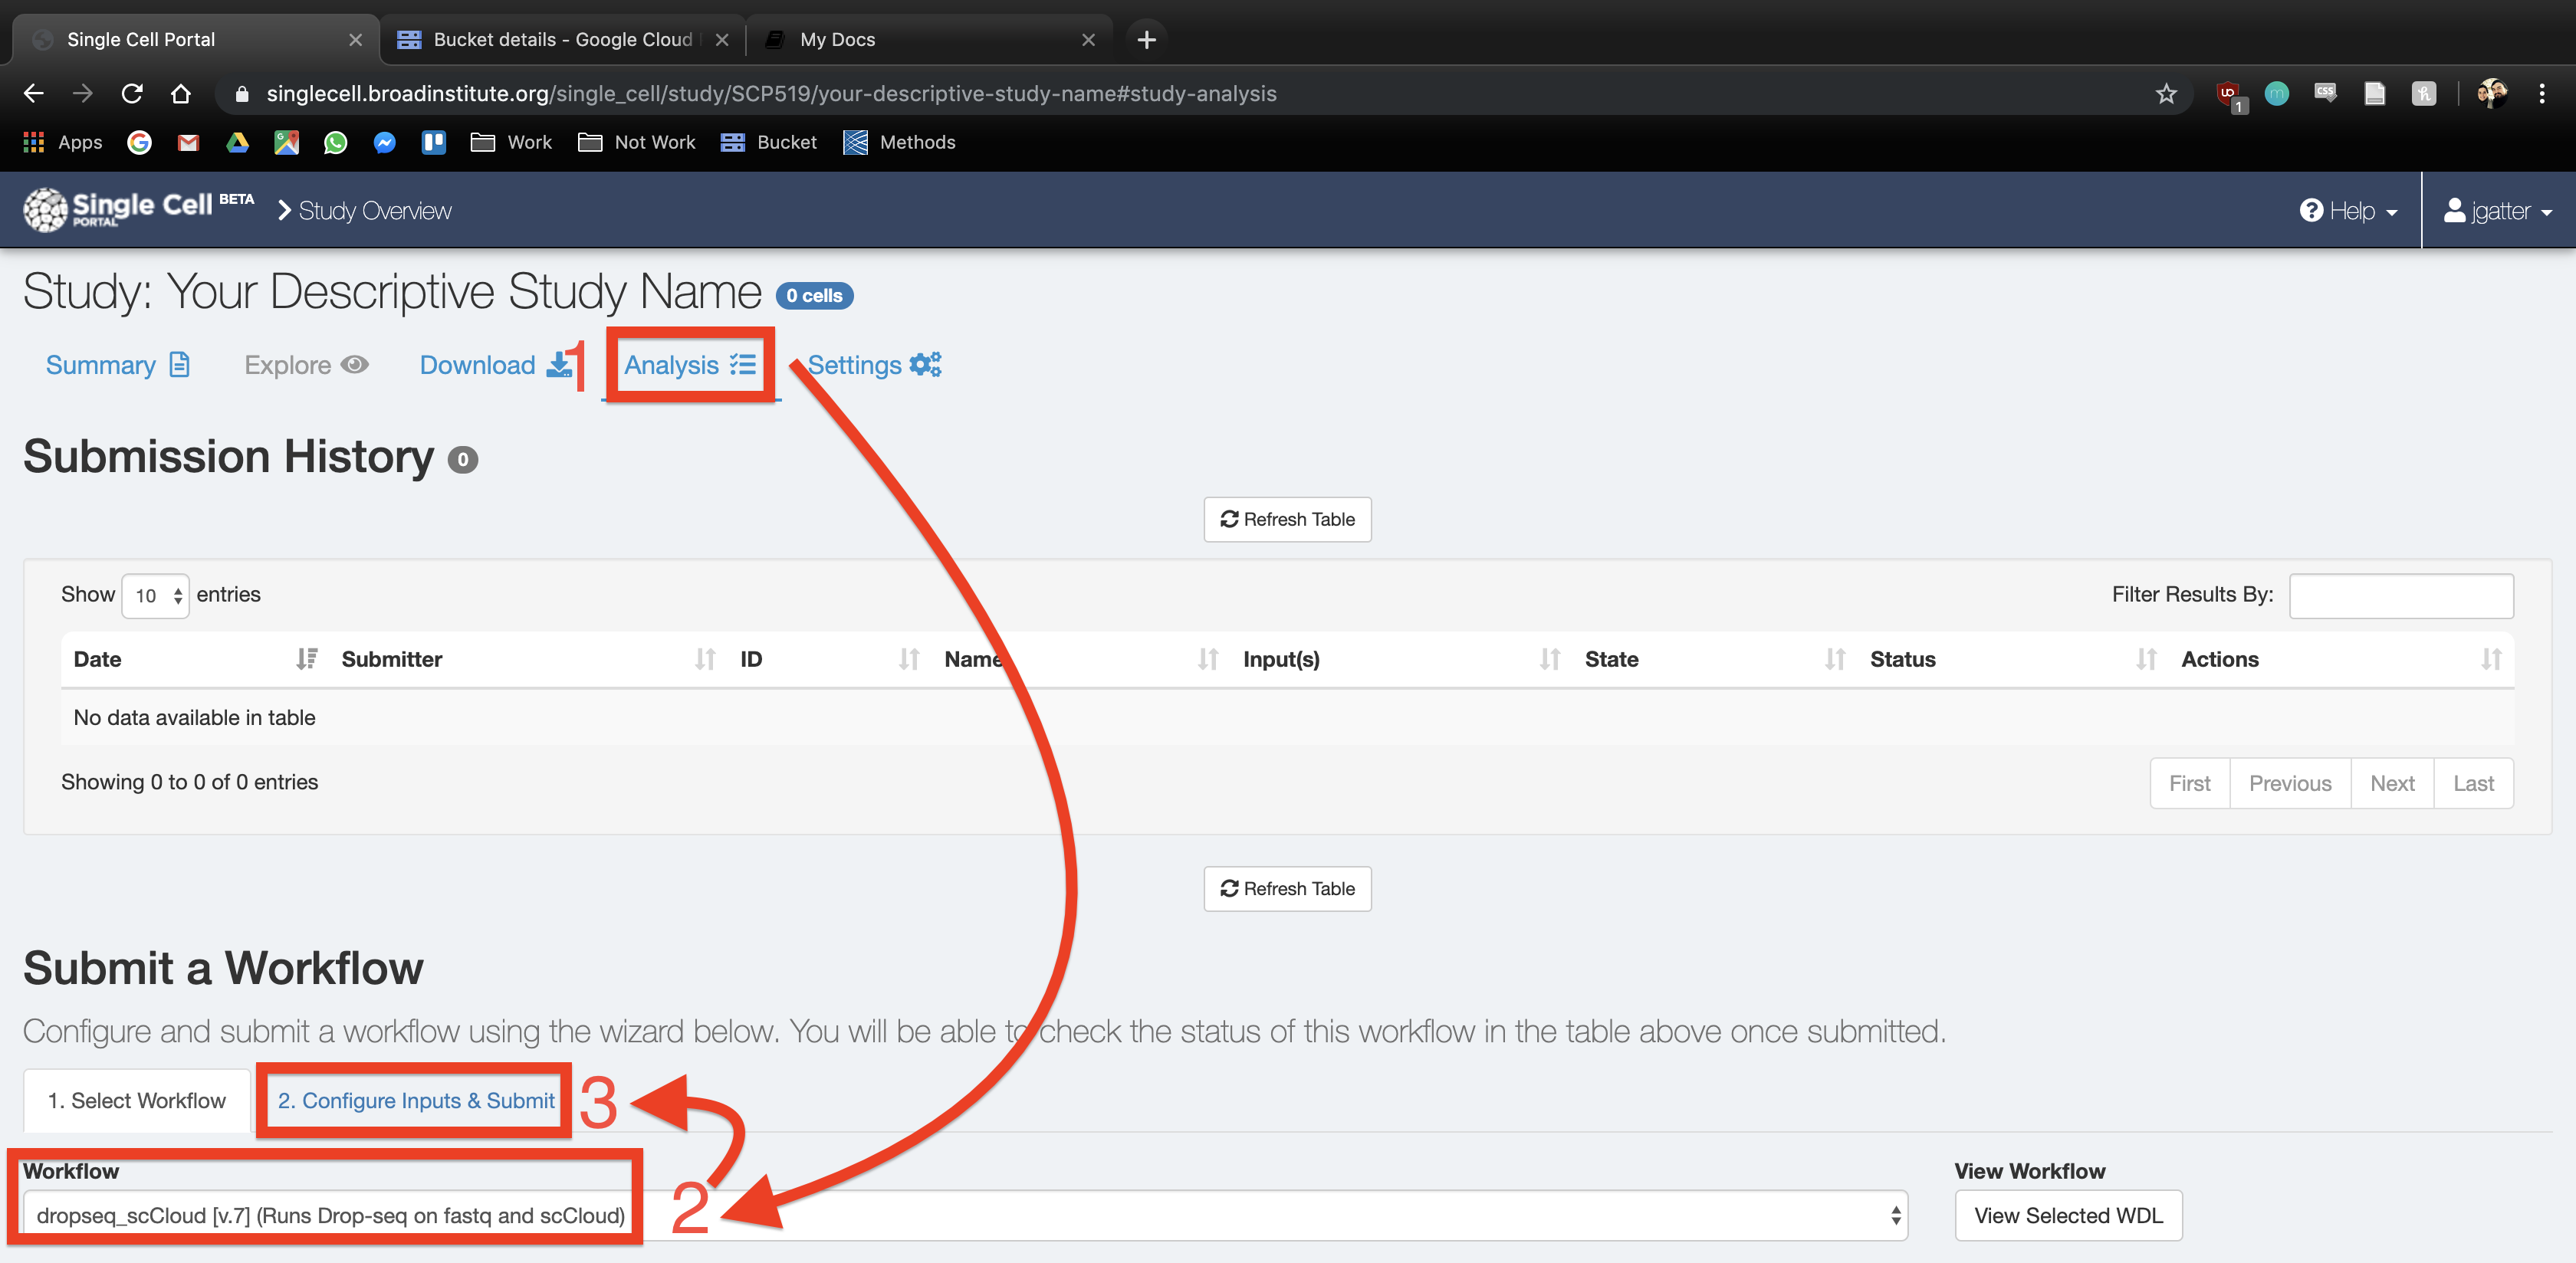 Single Cell Portal
Bucket details - Google Cloud
My Docs
singlecell.broadinstitute.org/single_cell/study/SCP519/your-descriptive-study-name#study-analysis
1
Apps Work Not Work Bucket Methods
Single Cell BETA
PORTAL
Study Overview
Help
jgatter
Study: Your Descriptive Study Name 0 cells
Summary Explore Download 1 Analysis Settings
Submission History 0
Refresh Table
Show 10 entries
Filter Results By:
Date Submitter ID Name Input(s) State Status Actions
No data available in table
Showing 0 to 0 of 0 entries
First Previous Next Last
Refresh Table
Submit a Workflow
Configure and submit a workflow using the wizard below. You will be able to check the status of this workflow in the table above once submitted.
1. Select Workflow 2. Configure Inputs & Submit 3
Workflow
View Workflow
dropseq_scCloud [v.7] (Runs Drop-seq on fastq and scCloud) 2
View Selected WDL